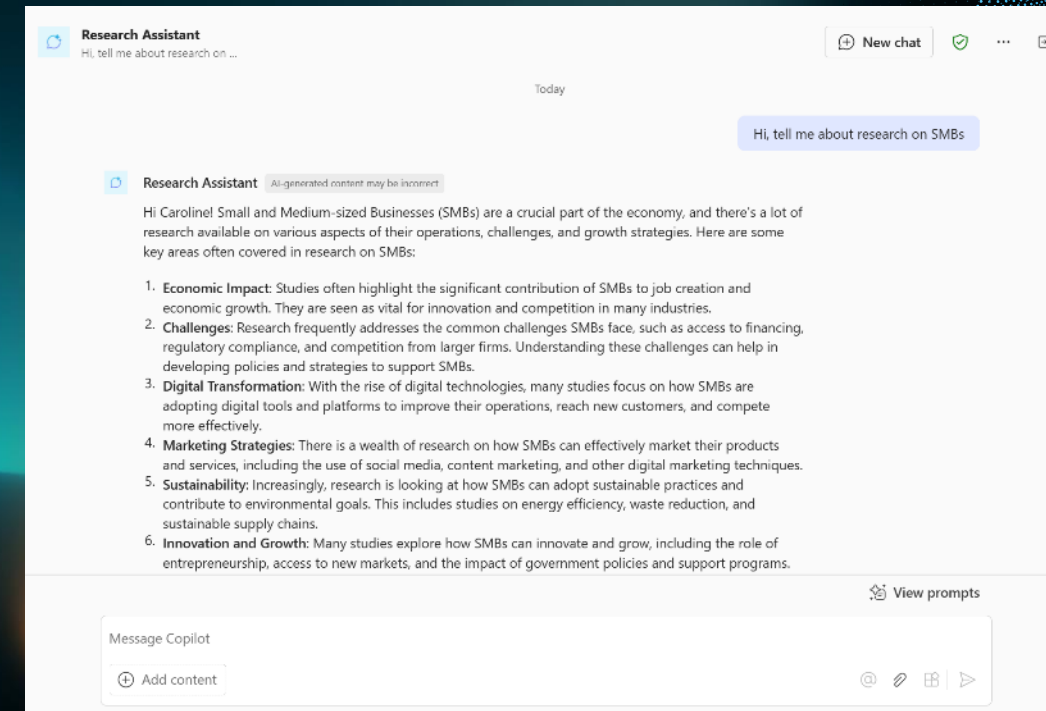 Research Assistant
Hi, tell me about research on ...
New chat
Today
Hi, tell me about research on SMBs
Research Assistant AI-generated content may be incorrect
Hi Caroline! Small and Medium-sized Businesses (SMBs) are a crucial part of the economy, and there's a lot of
research available on various aspects of their operations, challenges, and growth strategies. Here are some
key areas often covered in research on SMBs:
1. Economic Impact: Studies often highlight the significant contribution of SMBs to job creation and
economic growth. They are seen as vital for innovation and competition in many industries.
2. Challenges: Research frequently addresses the common challenges SMBs face, such as access to financing,
regulatory compliance, and competition from larger firms. Understanding these challenges can help in
developing policies and strategies to support SMBs.
3. Digital Transformation: With the rise of digital technologies, many studies focus on how SMBs are
adopting digital tools and platforms to improve their operations, reach new customers, and compete
more effectively.
4. Marketing Strategies: There is a wealth of research on how SMBs can effectively market their products
and services, including the use of social media, content marketing, and other digital marketing techniques.
5. Sustainability: Increasingly, research is looking at how SMBs can adopt sustainable practices and
contribute to environmental goals. This includes studies on energy efficiency, waste reduction, and
sustainable supply chains.
6. Innovation and Growth: Many studies explore how SMBs can innovate and grow, including the role of
entrepreneurship, access to new markets, and the impact of government policies and support programs.
View prompts
Message Copilot
Add content